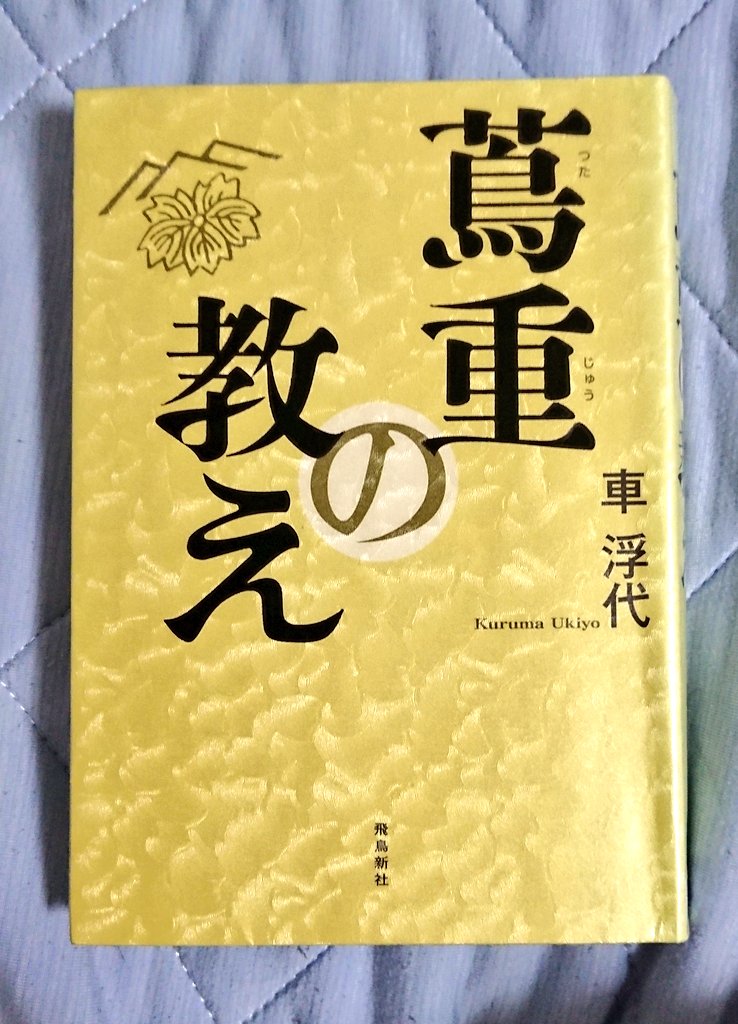 蔦重
つた
じゅう
の
教え
車 浮代
Kuruma Ukiyo
飛鳥新社